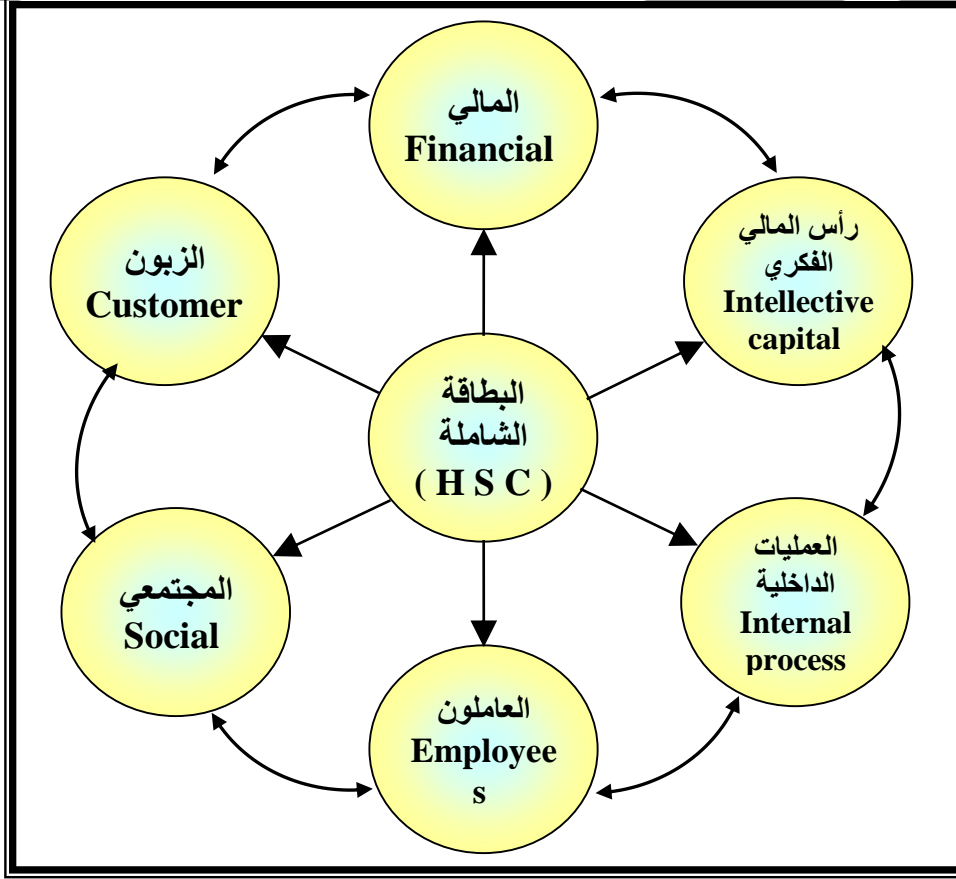 المالي
Financial
الزبون
Customer
رأس المالي
الفكري
Intellective
capital
البطاقة
الشاملة
( H S C )
المجتمعي
Social
العمليات
الداخلية
Internal
process
العاملون
Employee
s